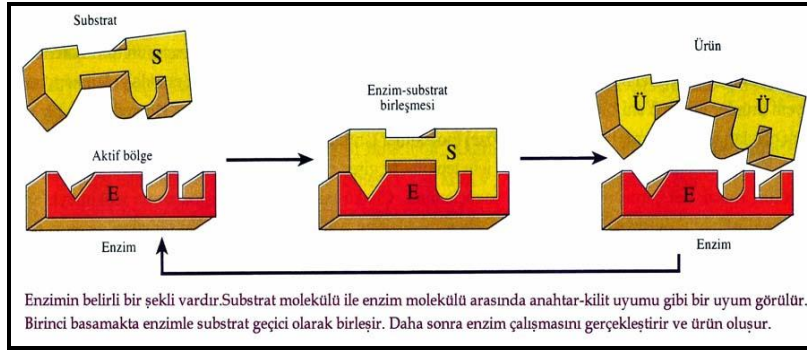 Substrat
S
Aktif bölge
E
Enzim
Enzim-substrat
birleşmesi
S
E
Ürün
Ü
Ü
E
Enzim
Enzimin belirli bir şekli vardır.Substrat molekülü ile enzim molekülü arasında anahtar-kilit uyumu gibi bir uyum görülür.
Birinci basamakta enzimle substrat geçici olarak birleşir. Daha sonra enzim çalışmasını gerçekleştirir ve ürün oluşur.